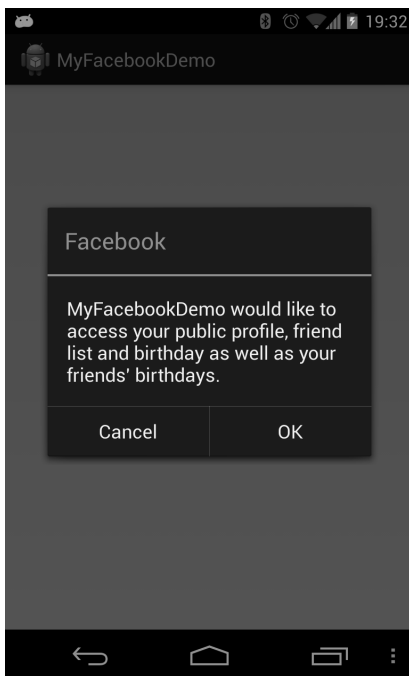 19:32
MyFacebookDemo
Facebook
MyFacebookDemo would like to
access your public profile, friend
list and birthday as well as your
friends' birthdays.
Cancel
OK